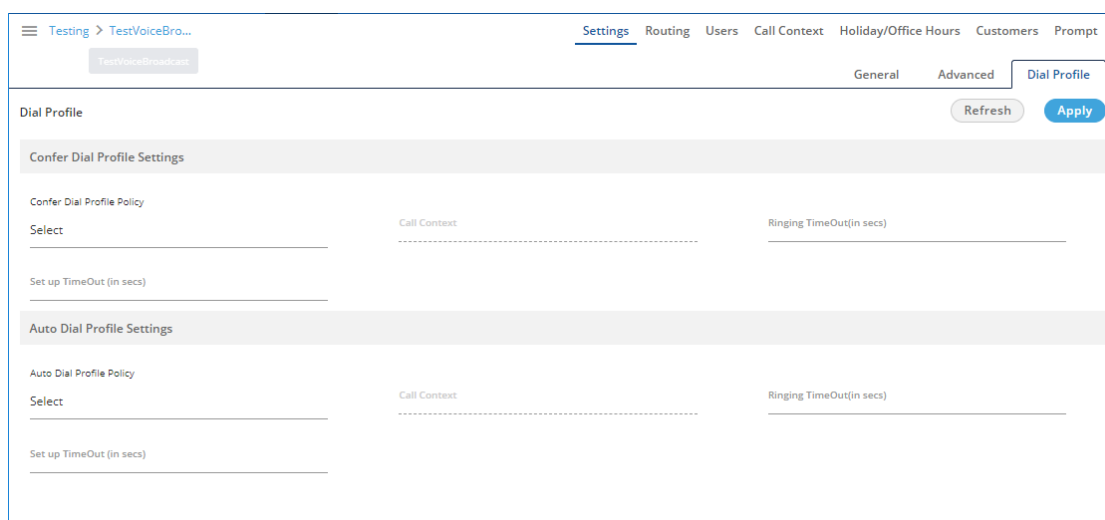 Testing > TestVoiceBro... Settings Routing Users Call Context Holiday/Office Hours Customers Prompt
TestVoiceBroadcast
General Advanced Dial Profile
Dial Profile Refresh Apply
Confer Dial Profile Settings
Confer Dial Profile Policy
Select Call Context Ringing TimeOut(in secs)
Set up TimeOut (in secs)
Auto Dial Profile Settings
Auto Dial Profile Policy
Select Call Context Ringing TimeOut(in secs)
Set up TimeOut (in secs)